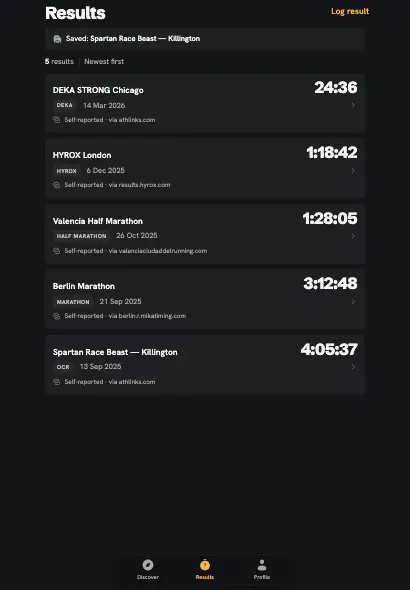 Results
Log result
Saved: Spartan Race Beast — Killington
5 results | Newest first
DEKA STRONG Chicago
24:36
DEKA 14 Mar 2026
Self-reported · via athlinks.com
HYROX London
1:18:42
HYROX 6 Dec 2025
Self-reported · via results.hyrox.com
Valencia Half Marathon
1:28:05
HALF MARATHON 26 Oct 2025
Self-reported · via valenciaciudaddelrunning.com
Berlin Marathon
3:12:48
MARATHON 21 Sep 2025
Self-reported · via berlin.r.mikatiming.com
Spartan Race Beast — Killington
4:05:37
OCR 13 Sep 2025
Self-reported · via athlinks.com
Discover Results Profile